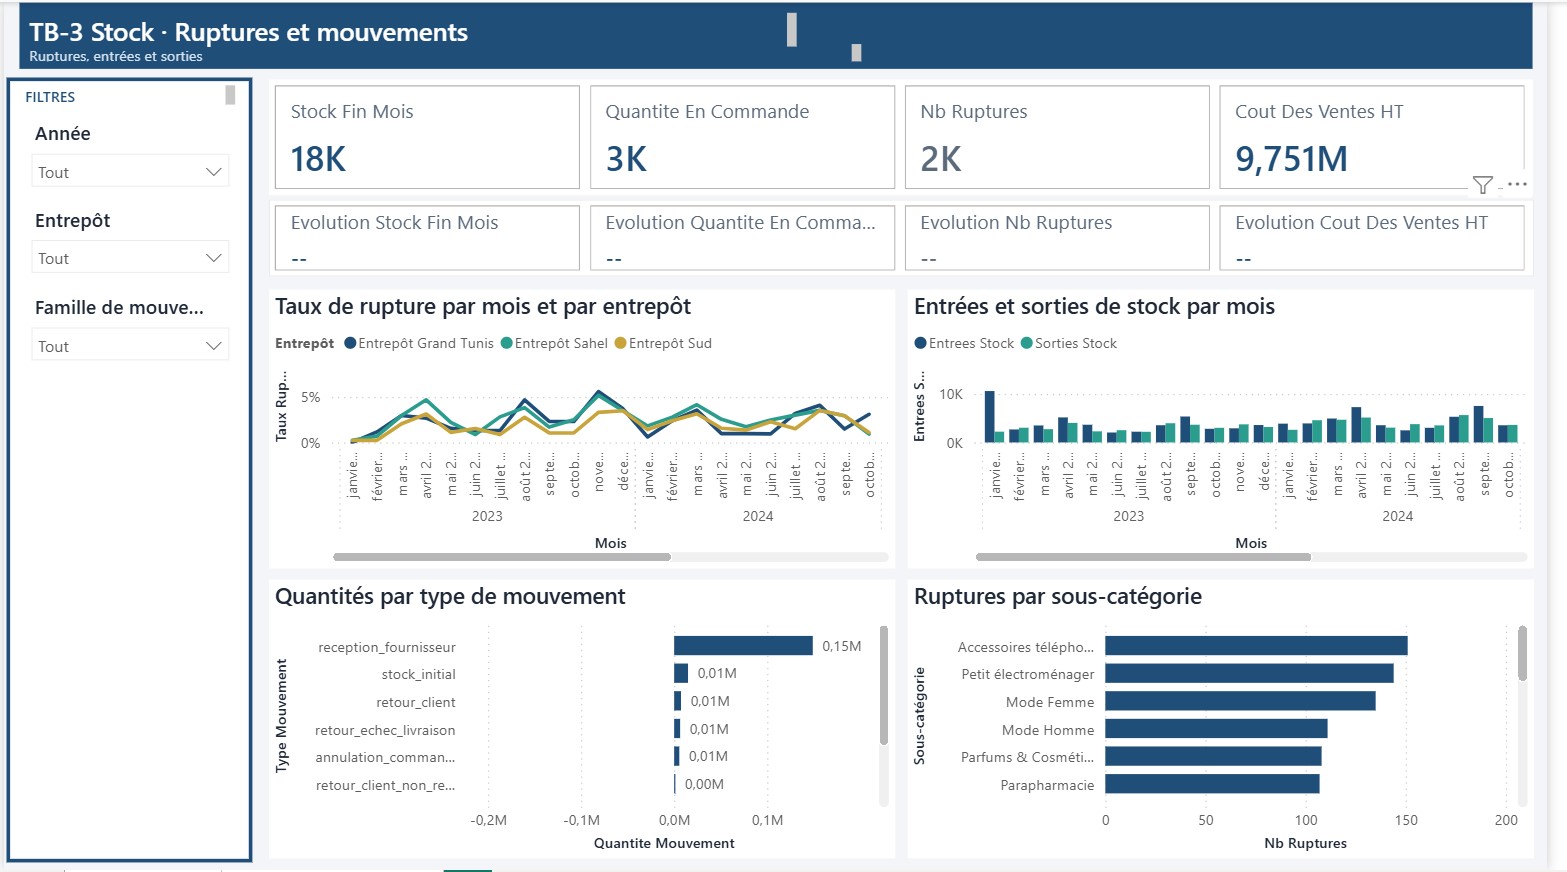 TB-3 Stock · Ruptures et mouvements
Ruptures, entrées et sorties
FILTRES
Année
Tout
Entrepôt
Tout
Famille de mouve...
Tout
Stock Fin Mois
18K
Quantite En Commande
3K
Nb Ruptures
2K
Cout Des Ventes HT
9,751M
Evolution Stock Fin Mois
--
Evolution Quantite En Comma...
--
Evolution Nb Ruptures
--
Evolution Cout Des Ventes HT
--
Taux de rupture par mois et par entrepôt
Entrepôt Entrepôt Grand Tunis Entrepôt Sahel Entrepôt Sud
Taux Rup...
5%
0%
janvie... février... mars ... avril 2... mai 2... juin 2... juillet ... août 2... septe... octob... nove... déce... janvie... février... mars ... avril 2... mai 2... juin 2... juillet ... août 2... septe... octob...
2023 2024
Mois
Entrées et sorties de stock par mois
Entrees Stock Sorties Stock
Entrees S...
10K
0K
janvie... février... mars ... avril 2... mai 2... juin 2... juillet ... août 2... septe... octob... nove... déce... janvie... février... mars ... avril 2... mai 2... juin 2... juillet ... août 2... septe... octob...
2023 2024
Mois
Quantités par type de mouvement
Type Mouvement
reception_fournisseur 0,15M
stock_initial 0,01M
retour_client 0,01M
retour_echec_livraison 0,01M
annulation_comman... 0,01M
retour_client_non_re... 0,00M
-0,2M -0,1M 0,0M 0,1M
Quantite Mouvement
Ruptures par sous-catégorie
Sous-catégorie
Accessoires télépho...
Petit électroménager
Mode Femme
Mode Homme
Parfums & Cosméti...
Parapharmacie
0 50 100 150 200
Nb Ruptures